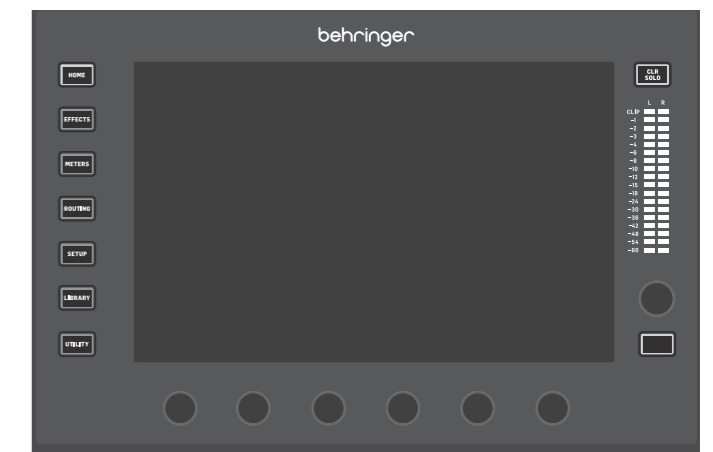 behringer
HOME
EFFECTS
METERS
ROUTING
SETUP
LIBRARY
UTILITY
CLR
SOLO
L R
CLIP
-1
-2
-3
-4
-6
-8
-10
-12
-15
-18
-24
-30
-36
-42
-48
-54
-60